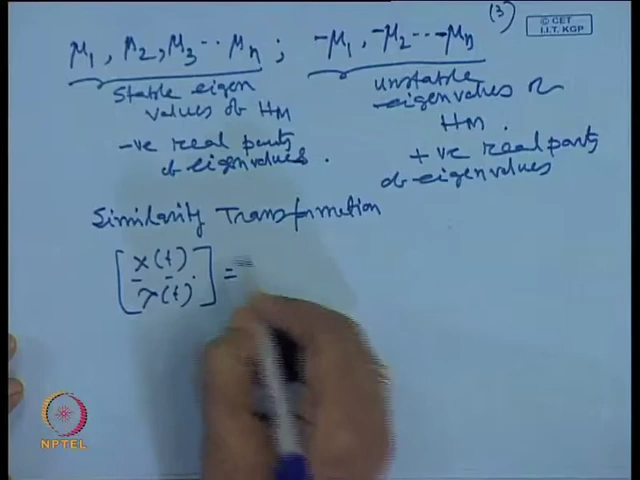 (3)
© CET
I.I.T. KGP
μ1, μ2, μ3 ·· μn ; -μ1, -μ2 ··· -μn
Stable eigen
values of HM
-ve real parts
of eigenvalues.
unstable
eigenvalues of
HM.
+ve real parts
of eigenvalues
Similarity Transformation
[x(t)
λ(t)] =
NPTEL